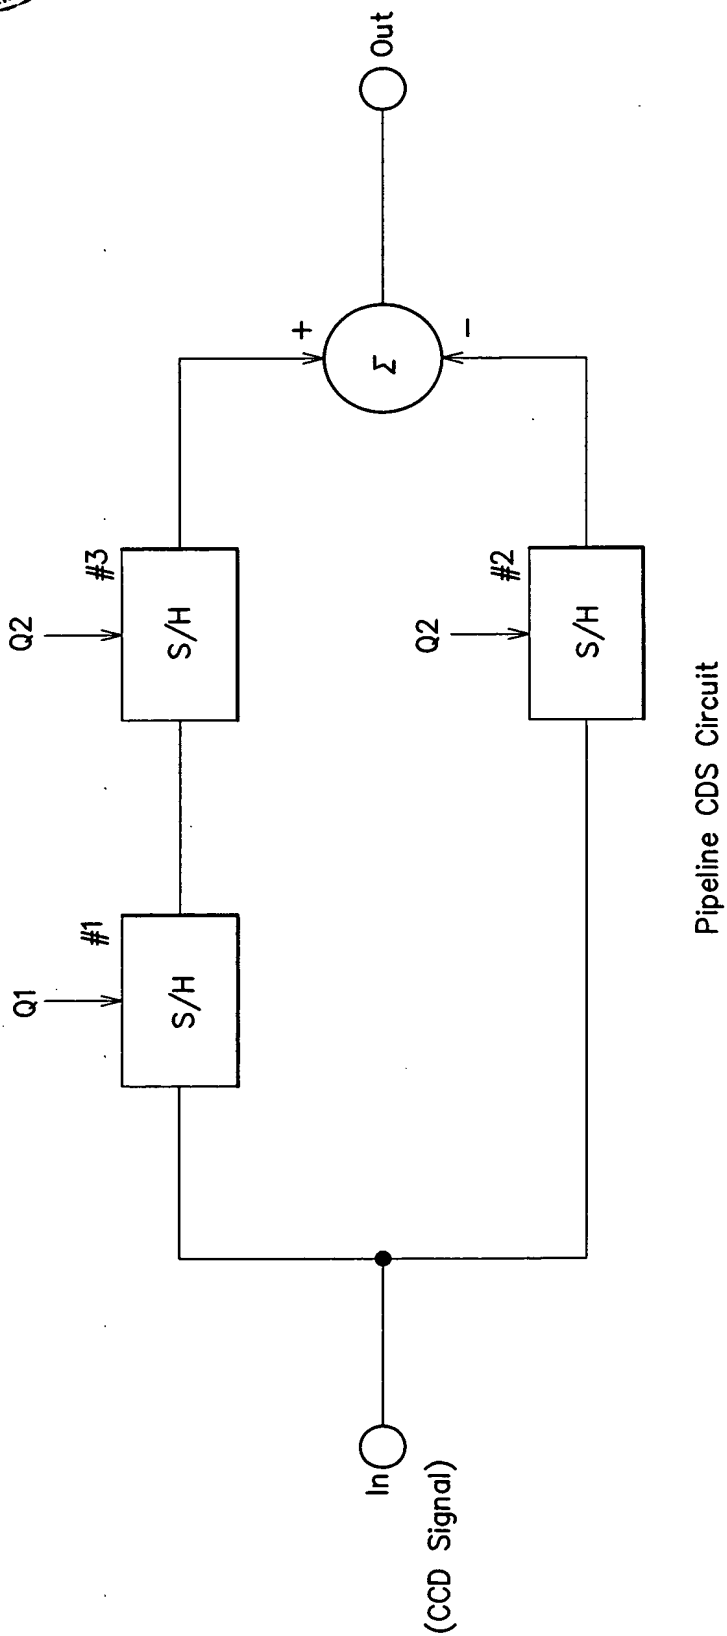 Q1
Q2
#1
#3
S/H
S/H
+
Σ
Out
In
(CCD Signal)
−
Q2
#2
S/H
Pipeline CDS Circuit